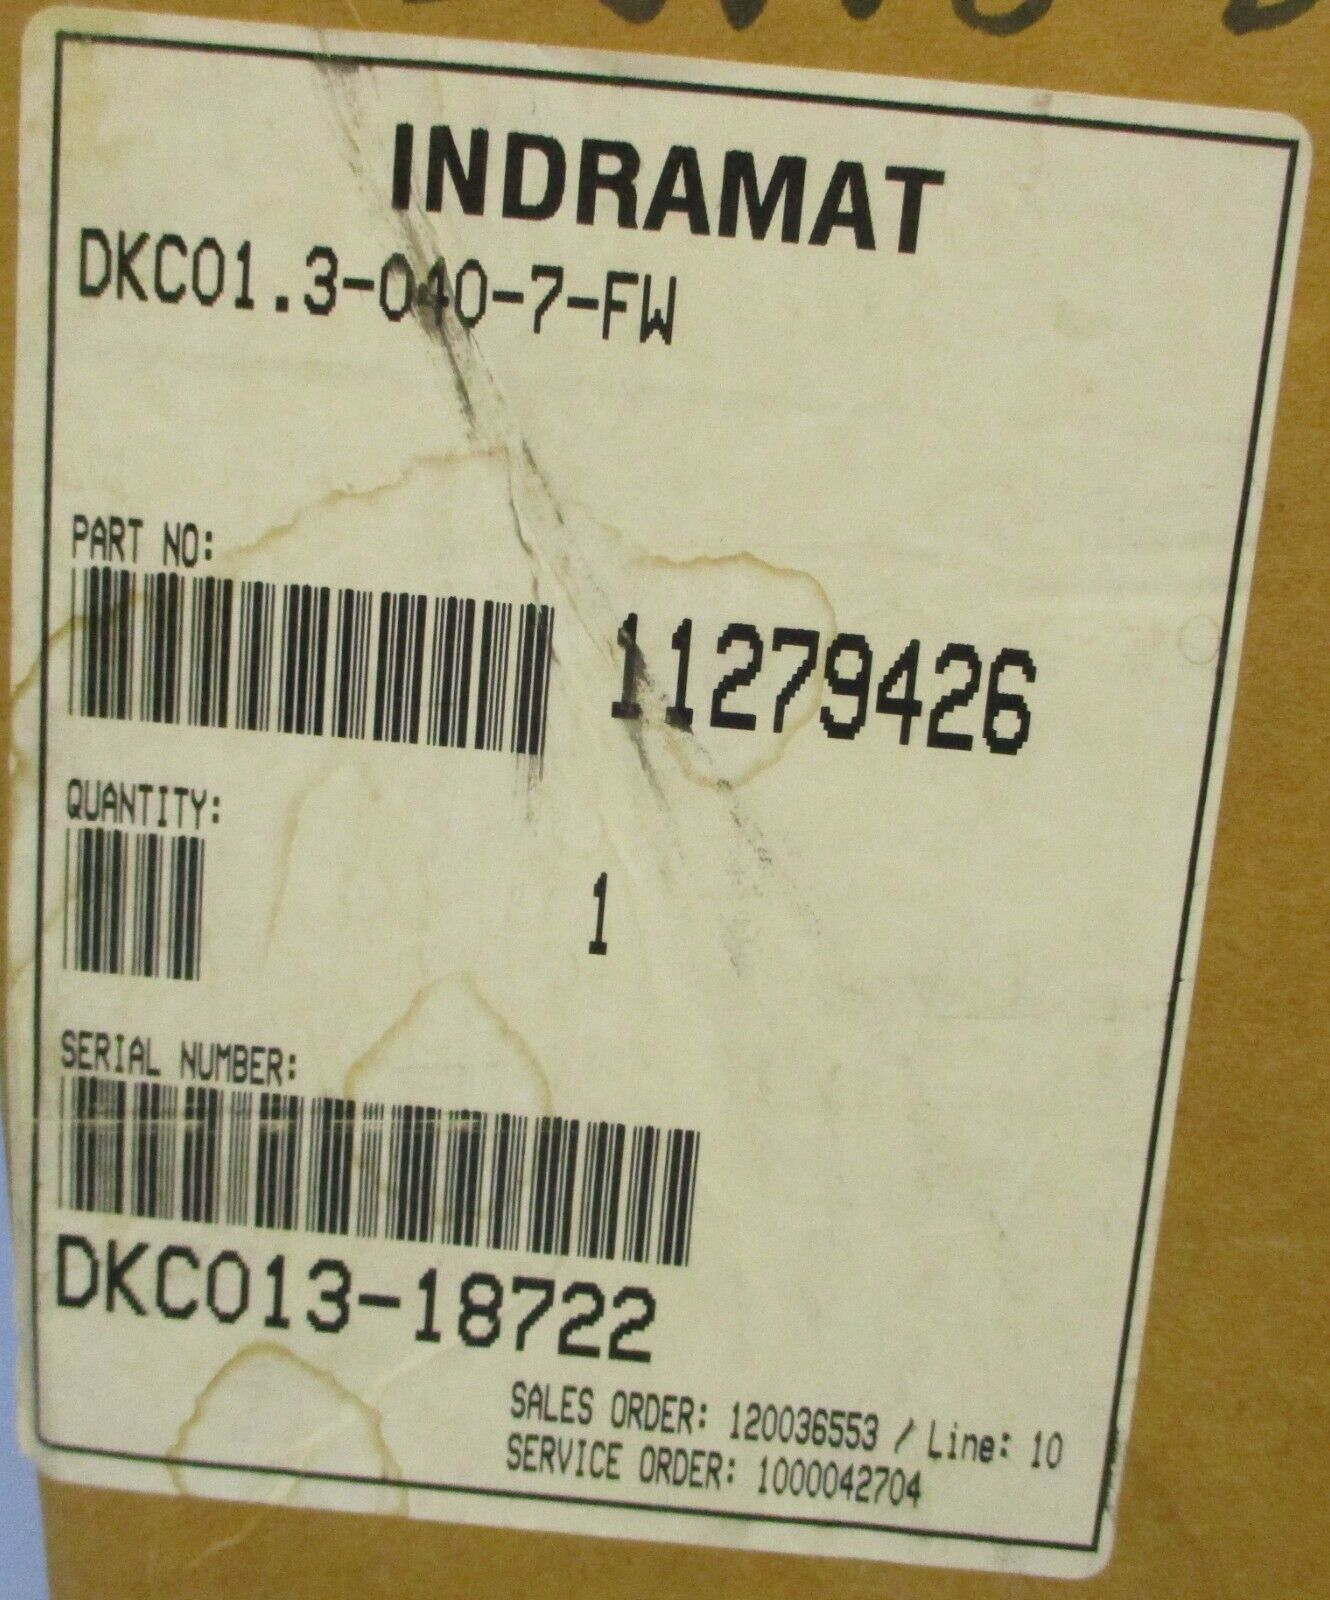 INDRAMAT
DKC01.3-040-7-FW
PART NO:
11279426
QUANTITY:
1
SERIAL NUMBER:
DKC013-18722
SALES ORDER: 120036553 / Line: 10
SERVICE ORDER: 1000042704